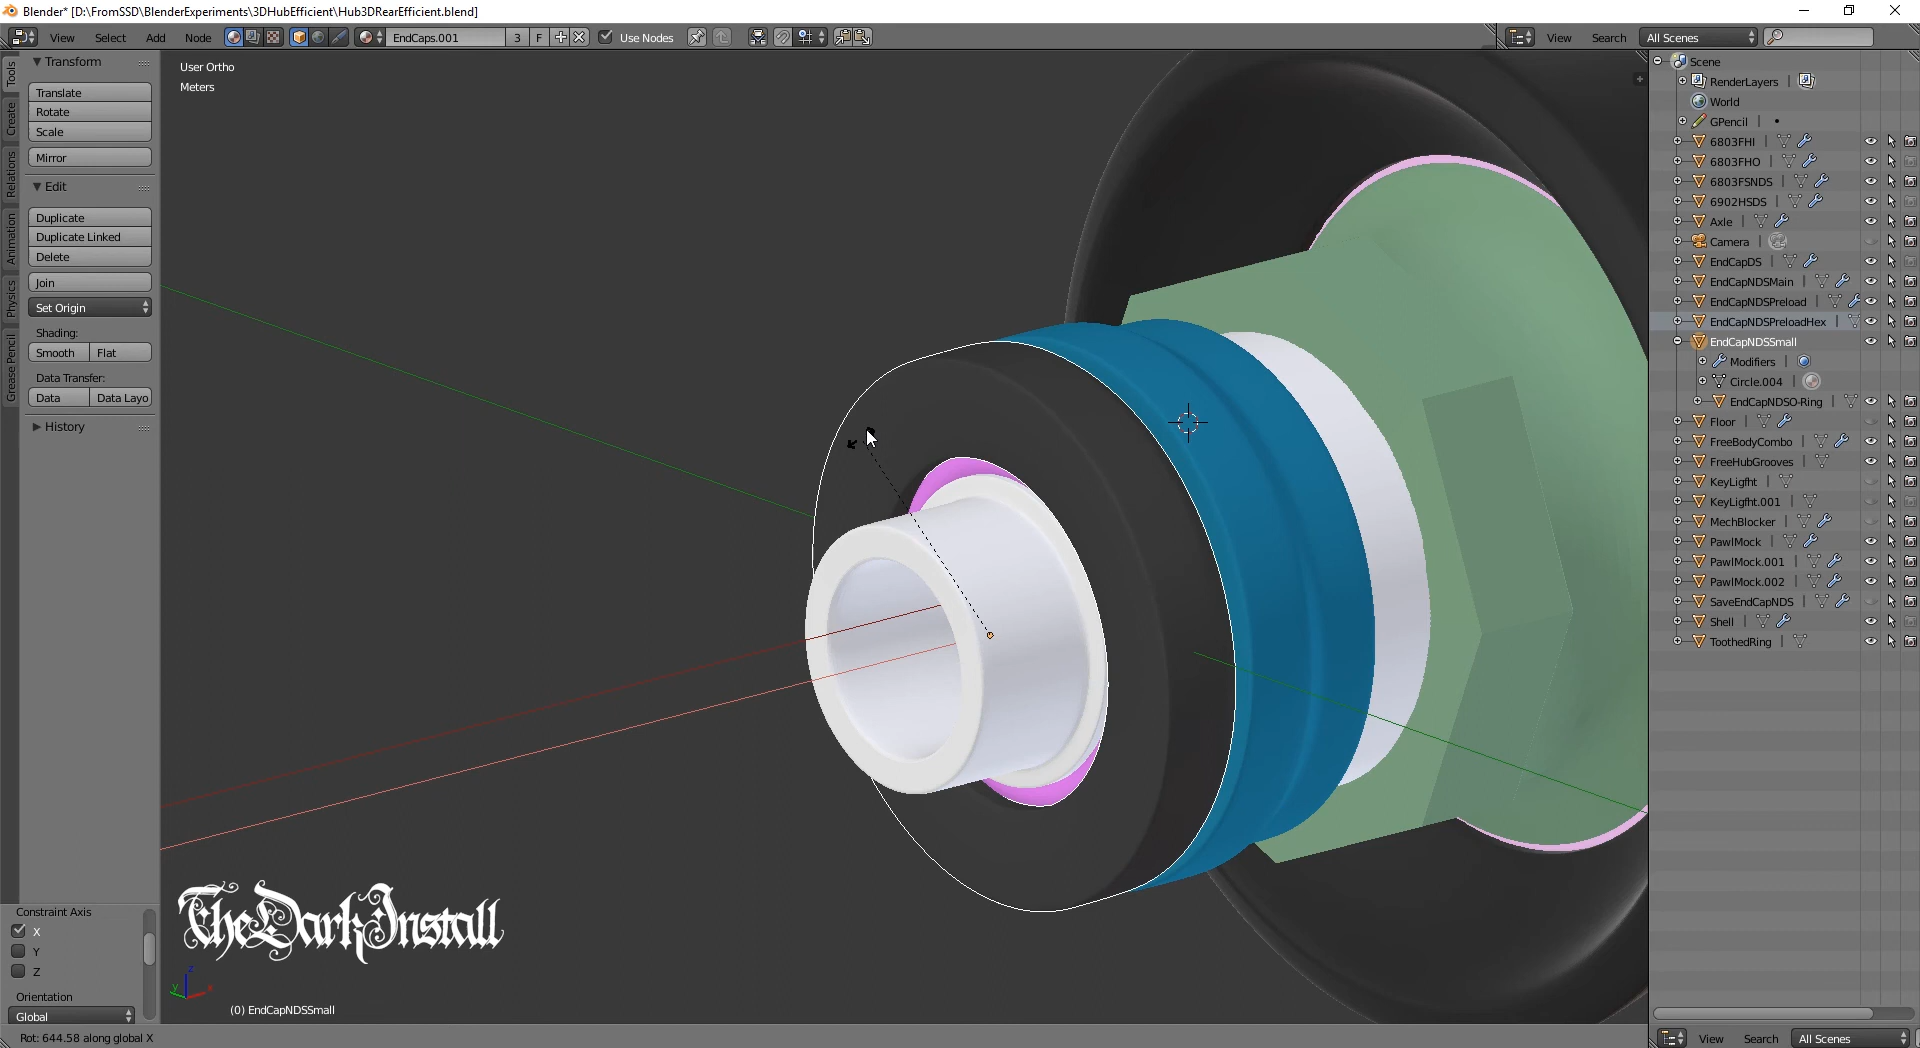 Blender* [D:\FromSSD\BlenderExperiments\3DHubEfficient\Hub3DRearEfficient.blend]
View Select Add Node EndCaps.001 3 F Use Nodes
View Search All Scenes
Tools
Create
Relations
Animation
Physics
Grease Pencil
Transform
Translate
Rotate
Scale
Mirror
Edit
Duplicate
Duplicate Linked
Delete
Join
Set Origin
Shading:
Smooth Flat
Data Transfer:
Data Data Layo
History
Constraint Axis
X
Y
Z
Orientation
Global
Rot: 644.58 along global X
User Ortho
Meters
TheDarkInstall
z
y
x
(0) EndCapNDSSmall
Scene
RenderLayers
World
GPencil
6803FHI
6803FHO
6803FSNDS
6902HSDS
Axle
Camera
EndCapDS
EndCapNDSMain
EndCapNDSPreload
EndCapNDSPreloadHex
EndCapNDSSmall
Modifiers
Circle.004
EndCapNDSO-Ring
Floor
FreeBodyCombo
FreeHubGrooves
KeyLigfht
KeyLigfht.001
MechBlocker
PawlMock
PawlMock.001
PawlMock.002
SaveEndCapNDS
Shell
ToothedRing
View Search All Scenes